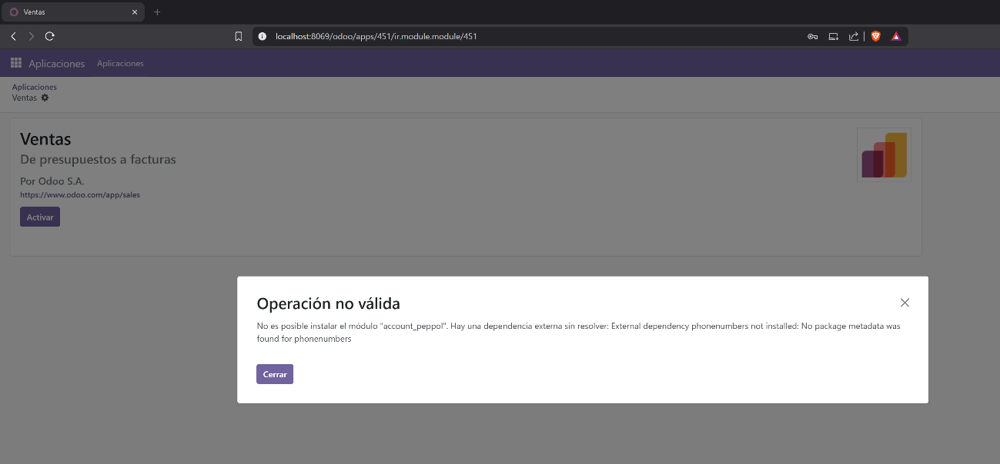 Ventas
localhost:8069/odoo/apps/451/ir.module.module/451
Aplicaciones Aplicaciones
Aplicaciones
Ventas
Ventas
De presupuestos a facturas
Por Odoo S.A.
https://www.odoo.com/app/sales
Activar
Operación no válida
No es posible instalar el módulo "account_peppol". Hay una dependencia externa sin resolver: External dependency phonenumbers not installed: No package metadata was
found for phonenumbers
Cerrar